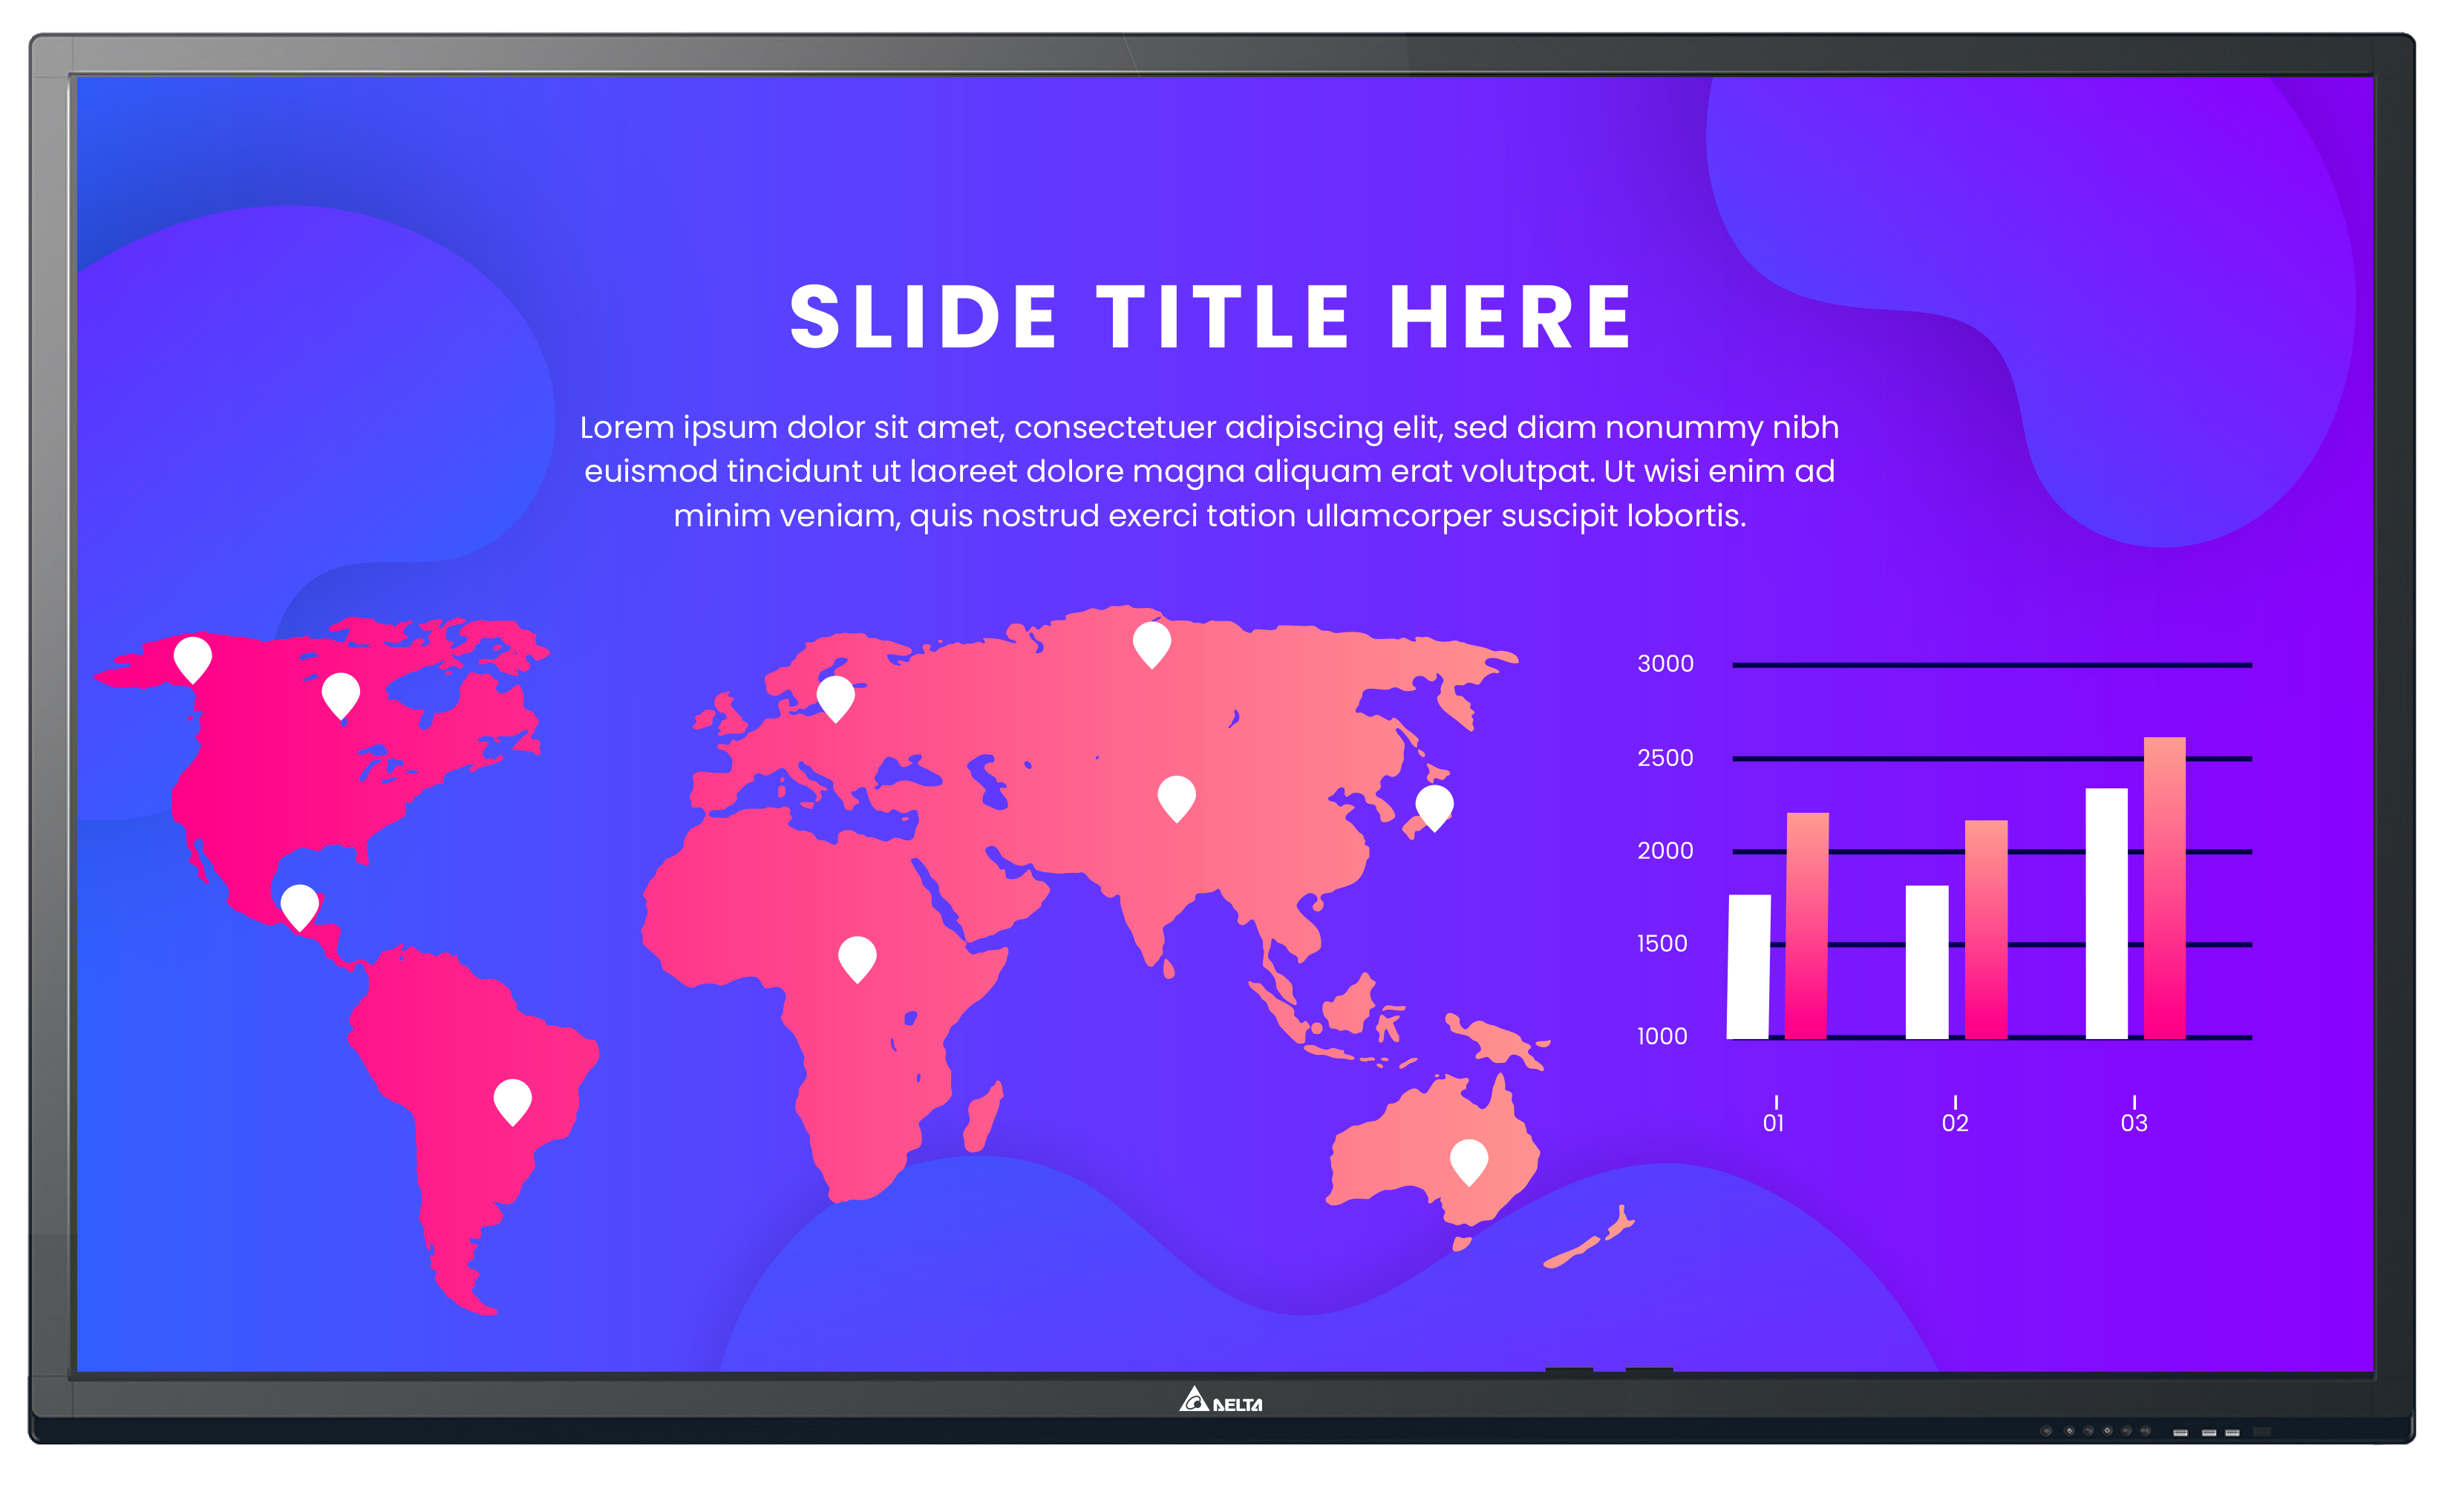 SLIDE TITLE HERE
Lorem ipsum dolor sit amet, consectetuer adipiscing elit, sed diam nonummy nibh
euismod tincidunt ut laoreet dolore magna aliquam erat volutpat. Ut wisi enim ad
minim veniam, quis nostrud exerci tation ullamcorper suscipit lobortis.
3000
2500
2000
1500
1000
01 02 03
DELTA